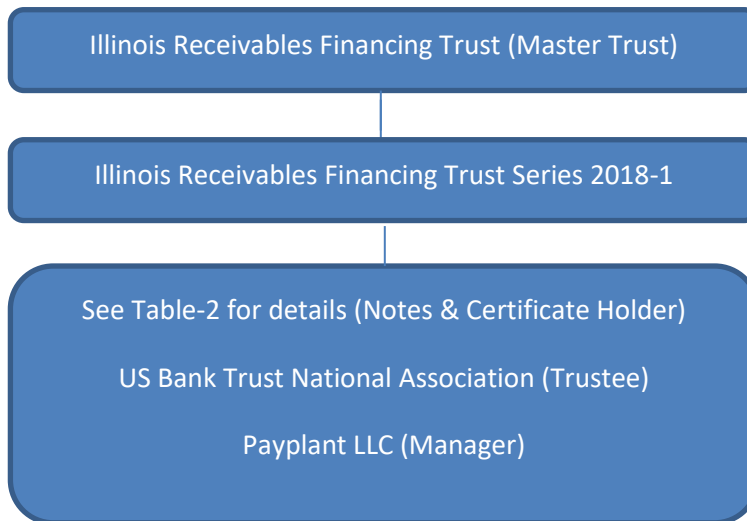 Illinois Receivables Financing Trust (Master Trust)
Illinois Receivables Financing Trust Series 2018-1
See Table-2 for details (Notes & Certificate Holder)
US Bank Trust National Association (Trustee)
Payplant LLC (Manager)